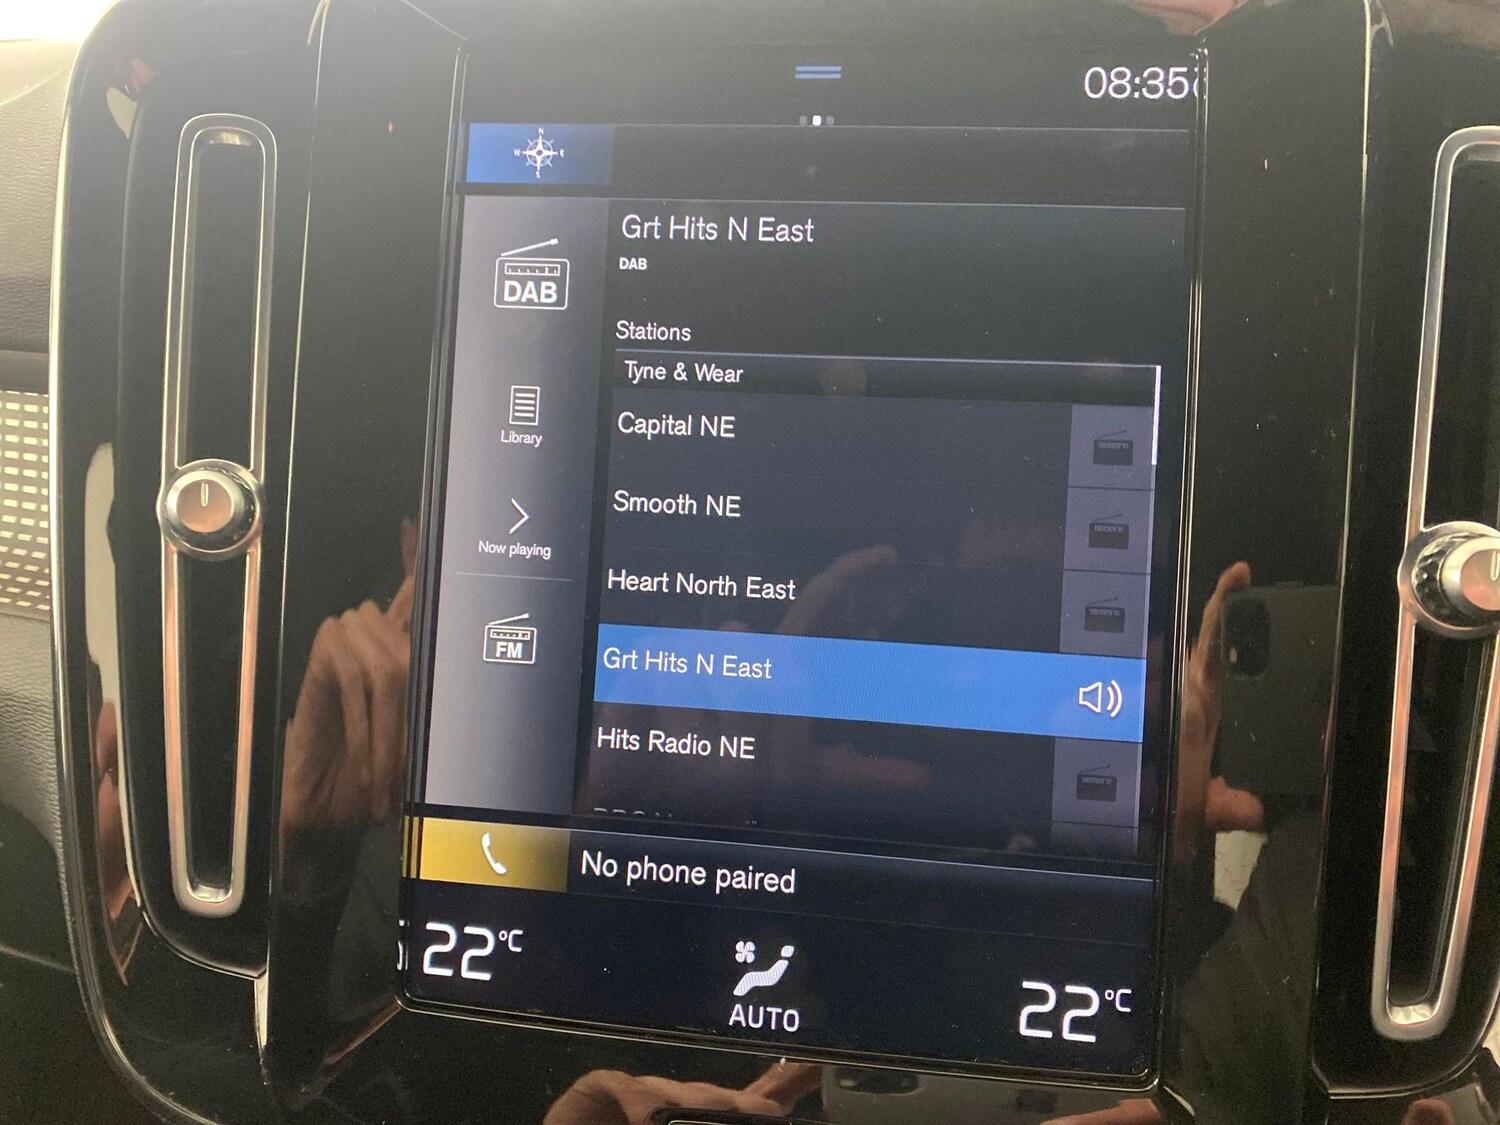 08:35
N
W E
S
Grt Hits N East
DAB
DAB
Stations
Tyne & Wear
Capital NE
Library
Smooth NE
Now playing
Heart North East
FM
Grt Hits N East
Hits Radio NE
No phone paired
22°C
AUTO
22°C